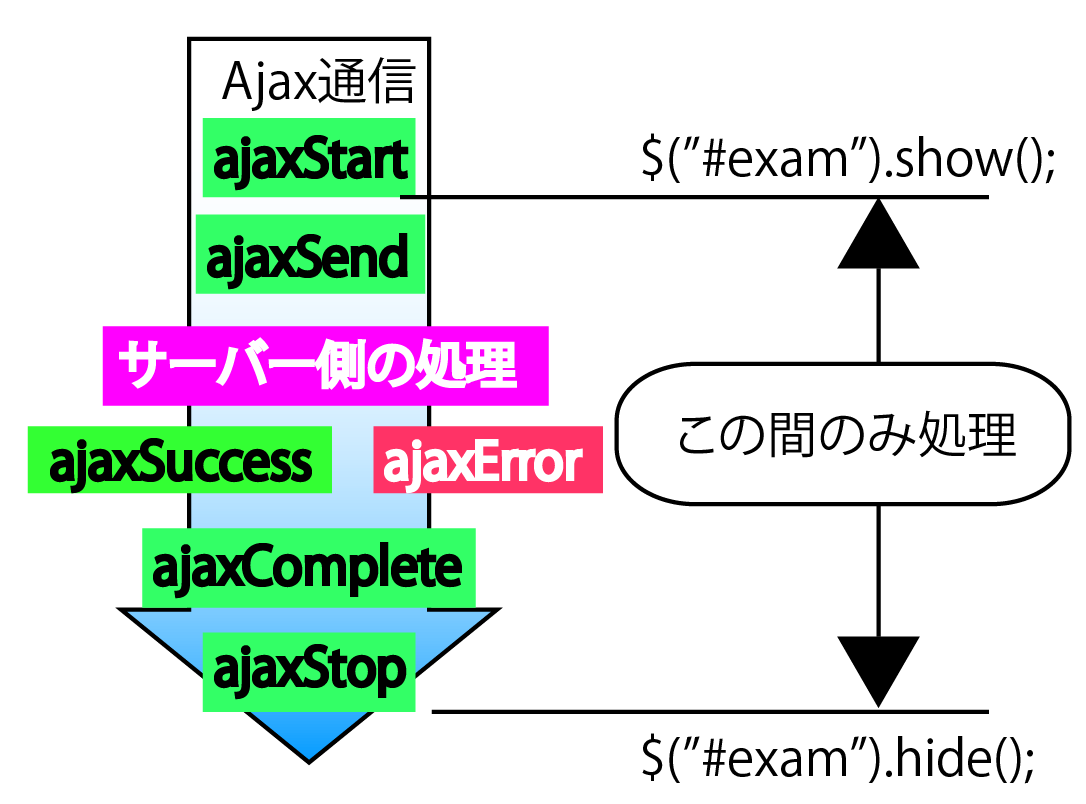 Ajax通信
ajaxStart
$(”#exam”).show();
ajaxSend
サーバー側の処理
ajaxSuccess
ajaxError
この間のみ処理
ajaxComplete
ajaxStop
$(”#exam”).hide();